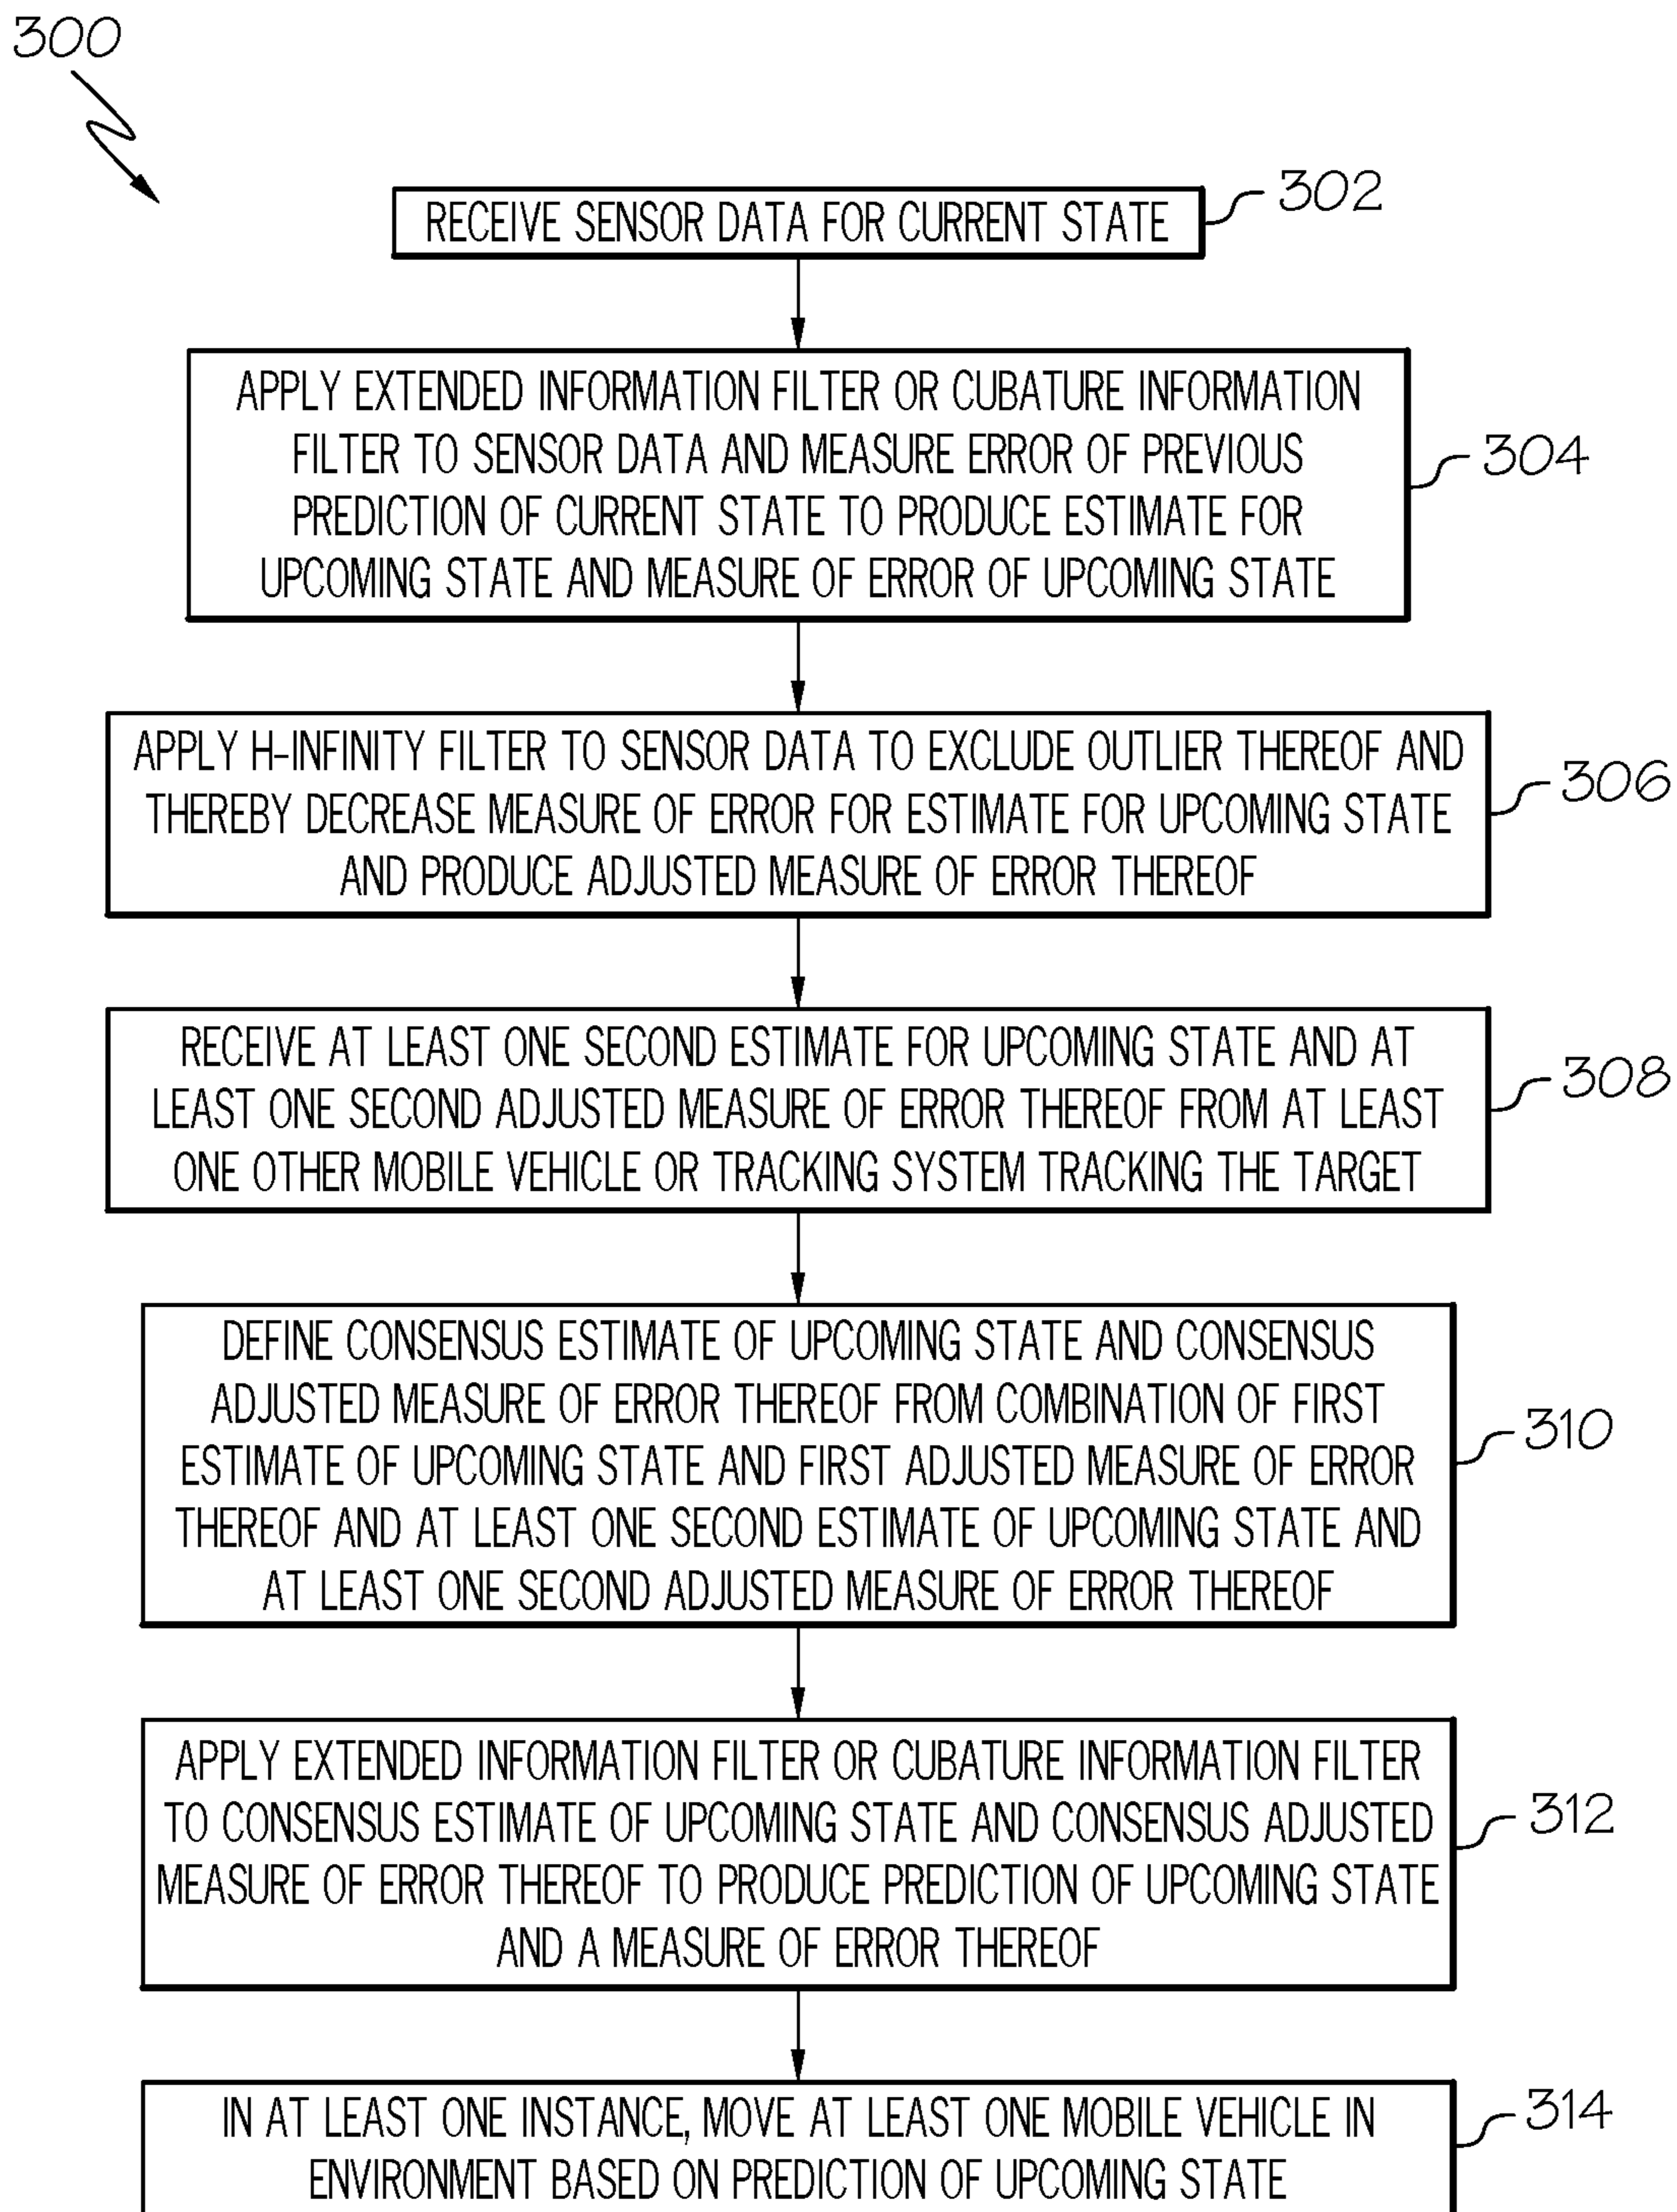 300
302
RECEIVE SENSOR DATA FOR CURRENT STATE
304
APPLY EXTENDED INFORMATION FILTER OR CUBATURE INFORMATION
FILTER TO SENSOR DATA AND MEASURE ERROR OF PREVIOUS
PREDICTION OF CURRENT STATE TO PRODUCE ESTIMATE FOR
UPCOMING STATE AND MEASURE OF ERROR OF UPCOMING STATE
306
APPLY H-INFINITY FILTER TO SENSOR DATA TO EXCLUDE OUTLIER THEREOF AND
THEREBY DECREASE MEASURE OF ERROR FOR ESTIMATE FOR UPCOMING STATE
AND PRODUCE ADJUSTED MEASURE OF ERROR THEREOF
308
RECEIVE AT LEAST ONE SECOND ESTIMATE FOR UPCOMING STATE AND AT
LEAST ONE SECOND ADJUSTED MEASURE OF ERROR THEREOF FROM AT LEAST
ONE OTHER MOBILE VEHICLE OR TRACKING SYSTEM TRACKING THE TARGET
310
DEFINE CONSENSUS ESTIMATE OF UPCOMING STATE AND CONSENSUS
ADJUSTED MEASURE OF ERROR THEREOF FROM COMBINATION OF FIRST
ESTIMATE OF UPCOMING STATE AND FIRST ADJUSTED MEASURE OF ERROR
THEREOF AND AT LEAST ONE SECOND ESTIMATE OF UPCOMING STATE AND
AT LEAST ONE SECOND ADJUSTED MEASURE OF ERROR THEREOF
312
APPLY EXTENDED INFORMATION FILTER OR CUBATURE INFORMATION FILTER
TO CONSENSUS ESTIMATE OF UPCOMING STATE AND CONSENSUS ADJUSTED
MEASURE OF ERROR THEREOF TO PRODUCE PREDICTION OF UPCOMING STATE
AND A MEASURE OF ERROR THEREOF
314
IN AT LEAST ONE INSTANCE, MOVE AT LEAST ONE MOBILE VEHICLE IN
ENVIRONMENT BASED ON PREDICTION OF UPCOMING STATE